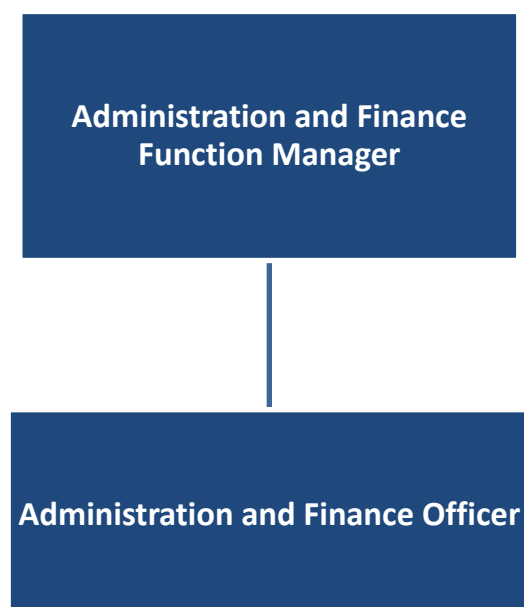 Administration and Finance
Function Manager
Administration and Finance Officer